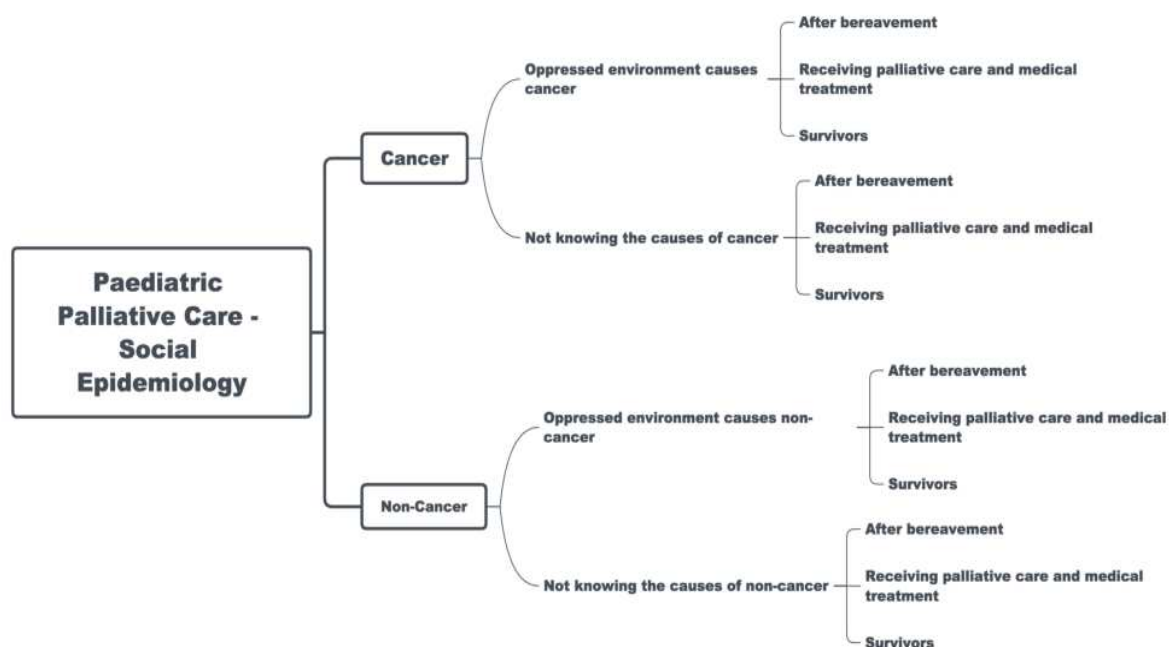 Paediatric
Palliative Care -
Social
Epidemiology
Cancer
Oppressed environment causes
cancer
After bereavement
Receiving palliative care and medical
treatment
Survivors
Not knowing the causes of cancer
After bereavement
Receiving palliative care and medical
treatment
Survivors
Non-Cancer
Oppressed environment causes non-
cancer
After bereavement
Receiving palliative care and medical
treatment
Survivors
Not knowing the causes of non-cancer
After bereavement
Receiving palliative care and medical
treatment
Survivors